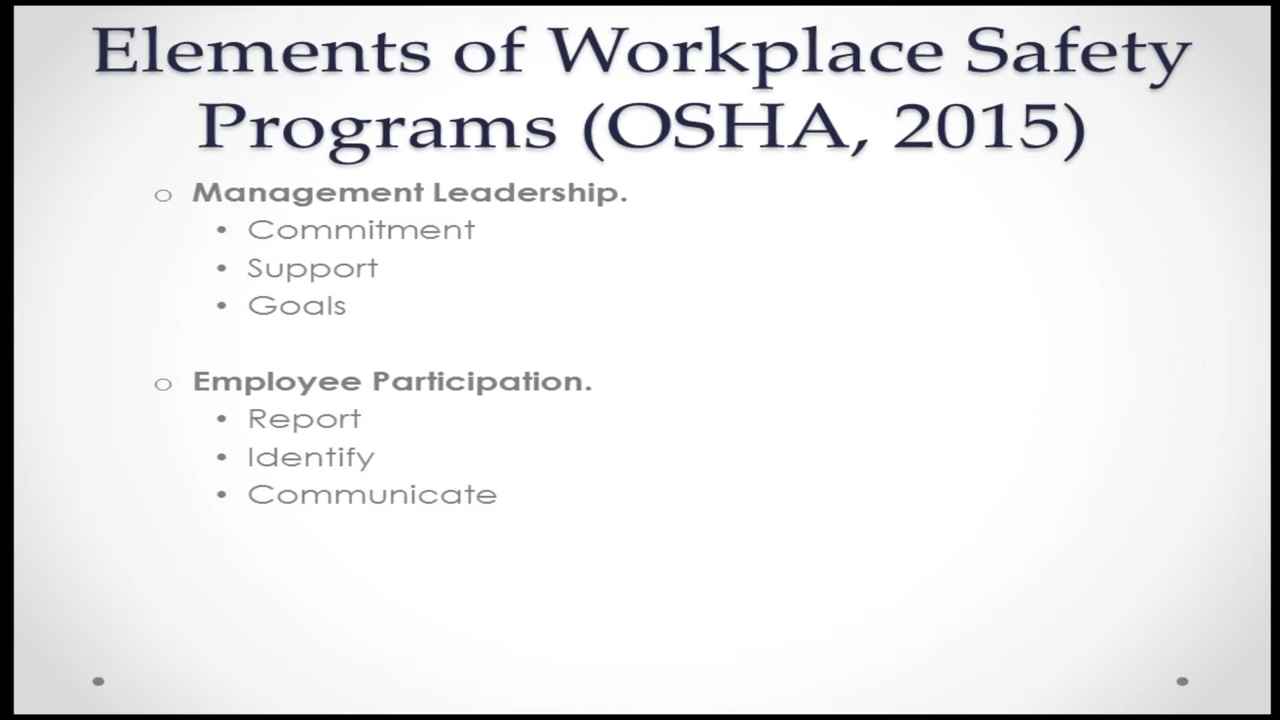 Elements of Workplace Safety
Programs (OSHA, 2015)
o Management Leadership.
• Commitment
• Support
• Goals
o Employee Participation.
• Report
• Identify
• Communicate